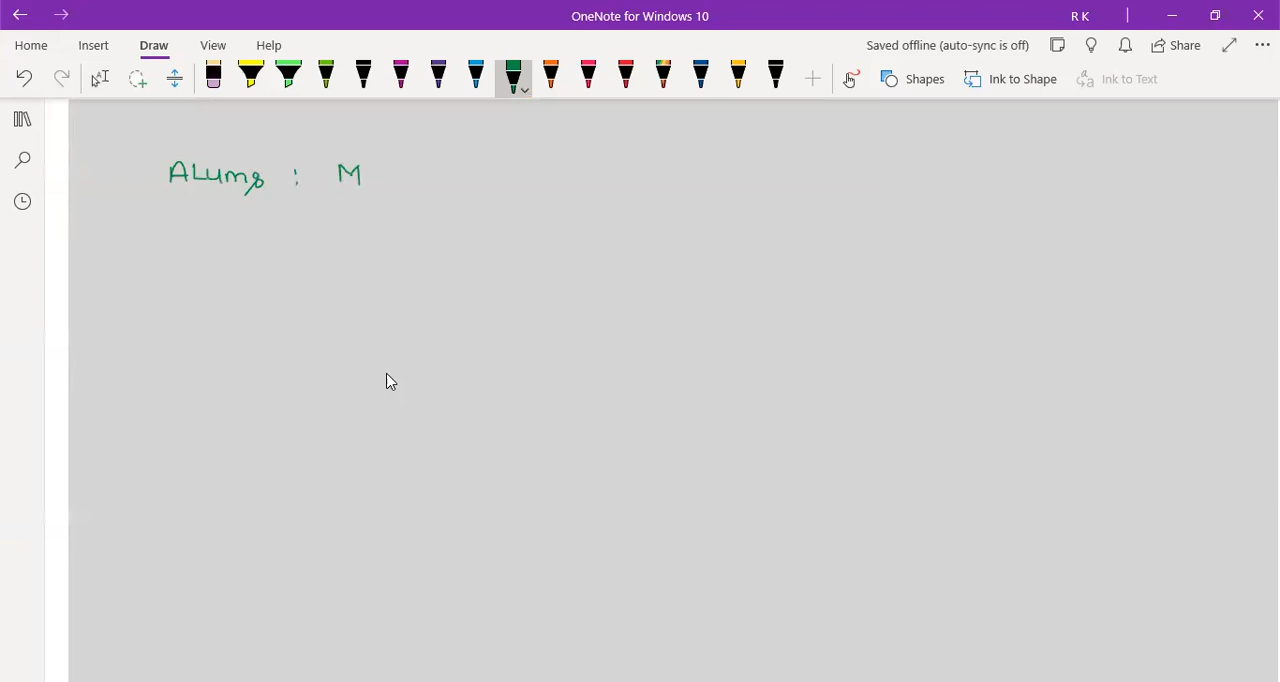 OneNote for Windows 10
R K
Home Insert Draw View Help
Saved offline (auto-sync is off)
Share
Shapes
Ink to Shape
Ink to Text
ALums : M